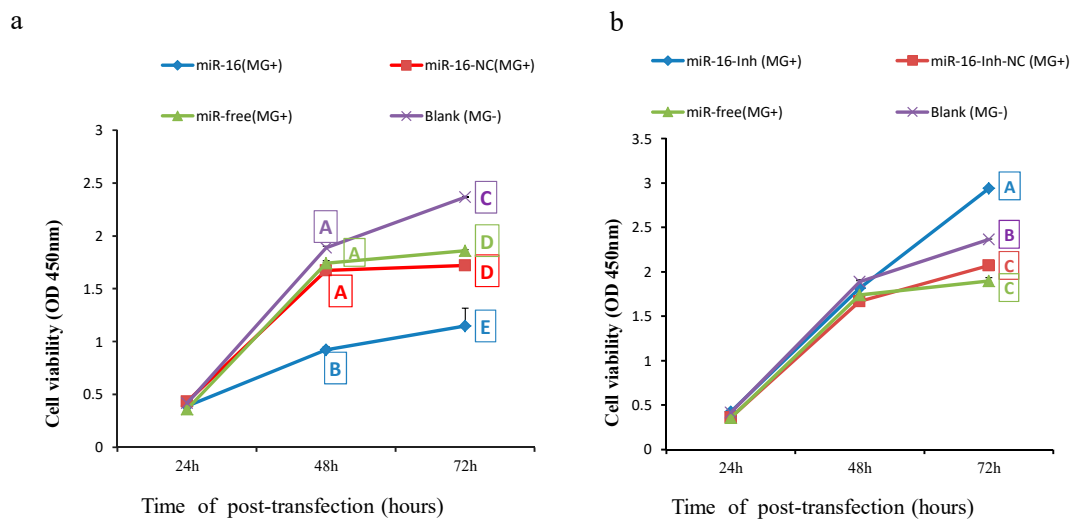 a
miR-16(MG+)
miR-16-NC(MG+)
miR-free(MG+)
Blank (MG-)
3
2.5
2
1.5
1
0.5
0
Cell viability (OD 450nm)
A
A
A
B
C
D
D
E
24h
48h
72h
Time of post-transfection (hours)
b
miR-16-Inh (MG+)
miR-16-Inh-NC (MG+)
miR-free(MG+)
Blank (MG-)
3.5
3
2.5
2
1.5
1
0.5
0
Cell viability (OD 450nm)
A
B
C
C
24h
48h
72h
Time of post-transfection (hours)